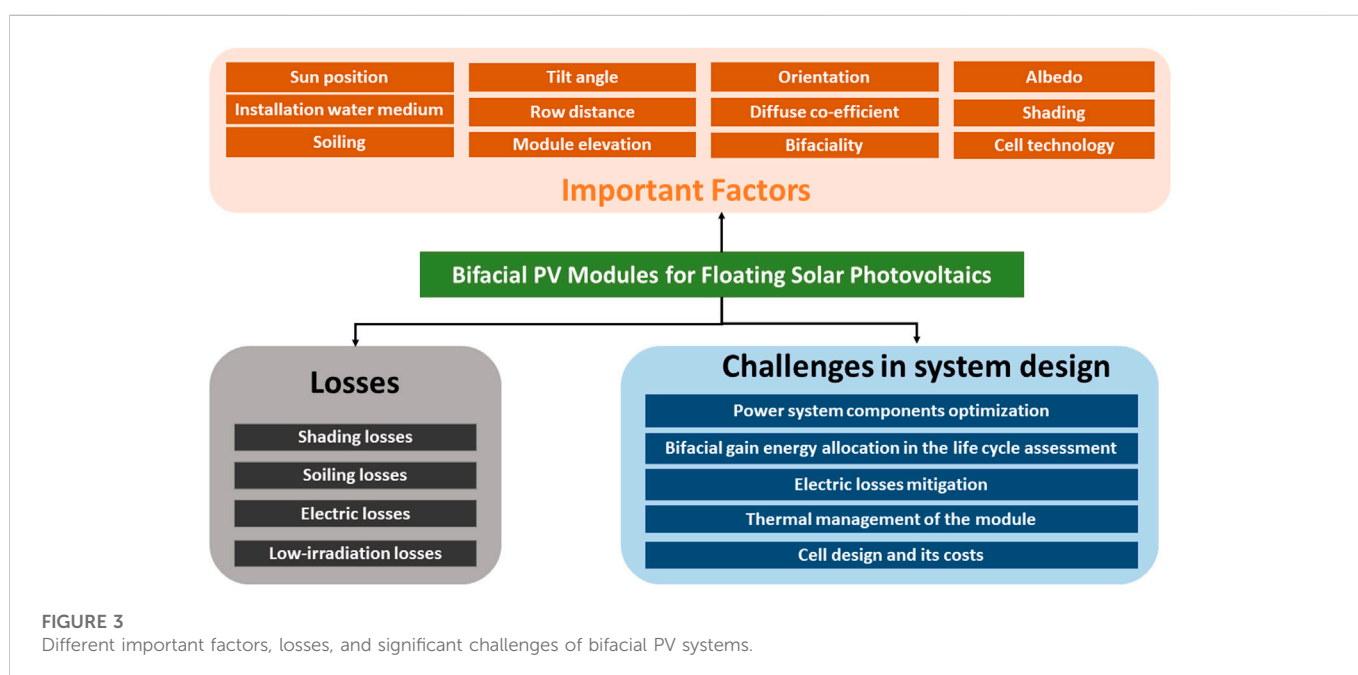 Sun position
Tilt angle
Orientation
Albedo
Installation water medium
Row distance
Diffuse co-efficient
Shading
Soiling
Module elevation
Bifaciality
Cell technology
Important Factors
Bifacial PV Modules for Floating Solar Photovoltaics
Losses
Shading losses
Soiling losses
Electric losses
Low-irradiation losses
Challenges in system design
Power system components optimization
Bifacial gain energy allocation in the life cycle assessment
Electric losses mitigation
Thermal management of the module
Cell design and its costs
FIGURE 3
Different important factors, losses, and significant challenges of bifacial PV systems.